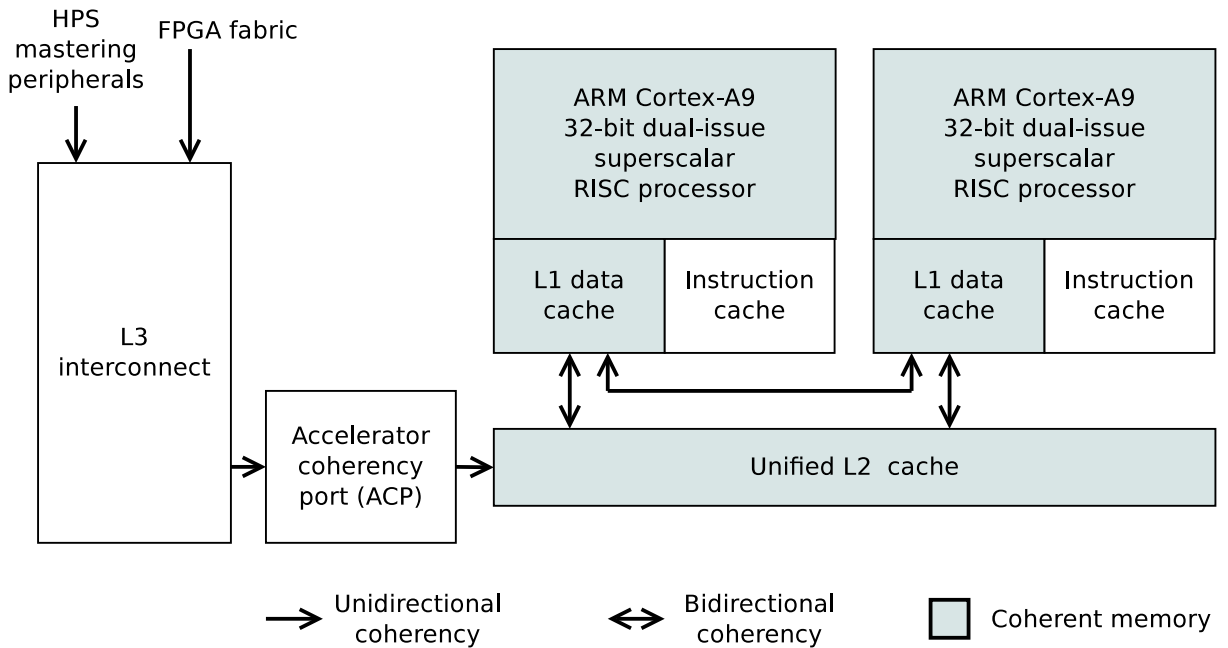 HPS
mastering
peripherals
FPGA fabric
L3
interconnect
Accelerator
coherency
port (ACP)
ARM Cortex-A9
32-bit dual-issue
superscalar
RISC processor
L1 data
cache
Instruction
cache
ARM Cortex-A9
32-bit dual-issue
superscalar
RISC processor
L1 data
cache
Instruction
cache
Unified L2 cache
Unidirectional
coherency
Bidirectional
coherency
Coherent memory